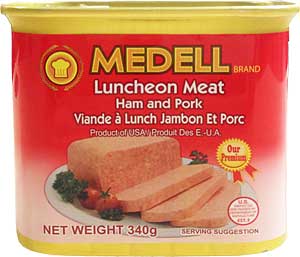 MEDELL BRAND
Luncheon Meat
Ham and Pork
Viande à Lunch Jambon Et Porc
Product of USA/ Produit Des E.-U.A.
Our
Premium
U.S.
NET WEIGHT 340g
SERVING SUGGESTION